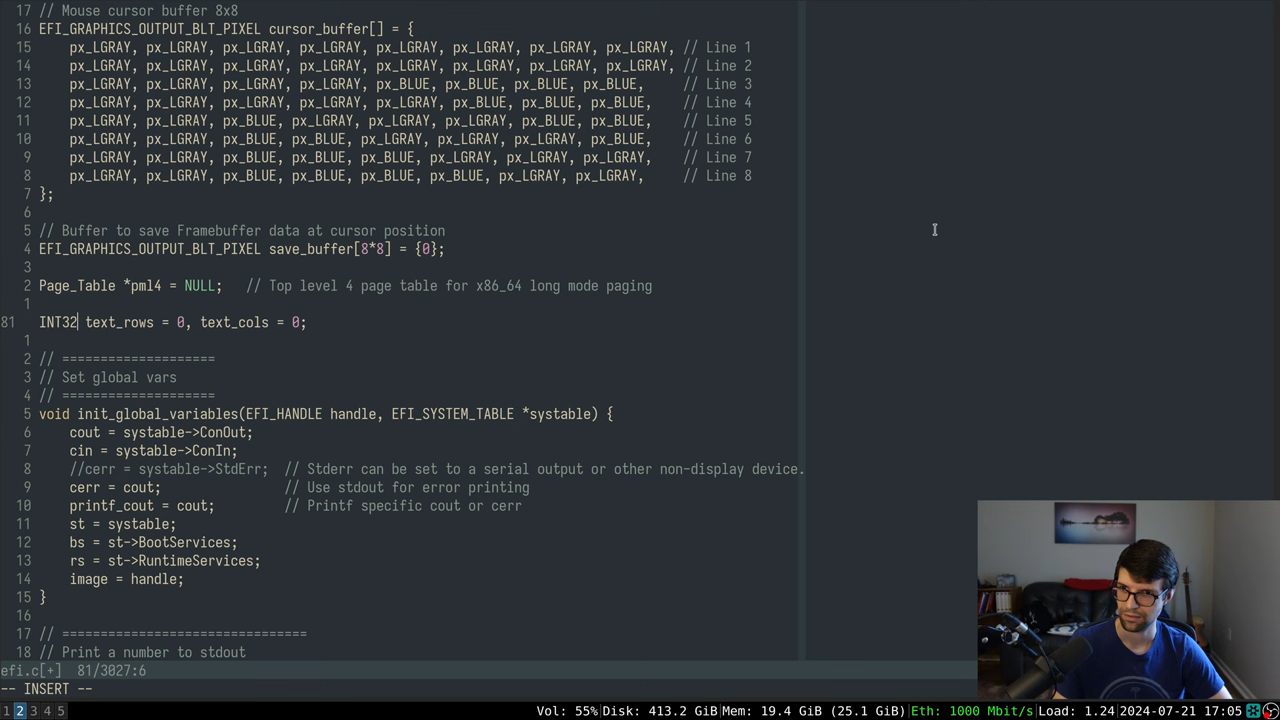 17 // Mouse cursor buffer 8x8
16 EFI_GRAPHICS_OUTPUT_BLT_PIXEL cursor_buffer[] = {
15     px_LGRAY, px_LGRAY, px_LGRAY, px_LGRAY, px_LGRAY, px_LGRAY, px_LGRAY, px_LGRAY, // Line 1
14     px_LGRAY, px_LGRAY, px_LGRAY, px_LGRAY, px_LGRAY, px_LGRAY, px_LGRAY, px_LGRAY, // Line 2
13     px_LGRAY, px_LGRAY, px_LGRAY, px_LGRAY, px_BLUE, px_BLUE, px_BLUE, px_BLUE,     // Line 3
12     px_LGRAY, px_LGRAY, px_LGRAY, px_LGRAY, px_LGRAY, px_BLUE, px_BLUE, px_BLUE,    // Line 4
11     px_LGRAY, px_LGRAY, px_BLUE, px_LGRAY, px_LGRAY, px_LGRAY, px_BLUE, px_BLUE,    // Line 5
10     px_LGRAY, px_LGRAY, px_BLUE, px_BLUE, px_LGRAY, px_LGRAY, px_LGRAY, px_BLUE,    // Line 6
9     px_LGRAY, px_LGRAY, px_BLUE, px_BLUE, px_BLUE, px_LGRAY, px_LGRAY, px_LGRAY,    // Line 7
8     px_LGRAY, px_LGRAY, px_BLUE, px_BLUE, px_BLUE, px_BLUE, px_LGRAY, px_LGRAY,     // Line 8
7 };
6
5 // Buffer to save Framebuffer data at cursor position
4 EFI_GRAPHICS_OUTPUT_BLT_PIXEL save_buffer[8*8] = {0};
3
2 Page_Table *pml4 = NULL;   // Top level 4 page table for x86_64 long mode paging
1
81 INT32 text_rows = 0, text_cols = 0;
1
2 // ====================
3 // Set global vars
4 // ====================
5 void init_global_variables(EFI_HANDLE handle, EFI_SYSTEM_TABLE *systable) {
6     cout = systable->ConOut;
7     cin = systable->ConIn;
8     //cerr = systable->StdErr;  // Stderr can be set to a serial output or other non-display device.
9     cerr = cout;                // Use stdout for error printing
10     printf_cout = cout;         // Printf specific cout or cerr
11     st = systable;
12     bs = st->BootServices;
13     rs = st->RuntimeServices;
14     image = handle;
15 }
16
17 // ================================
18 // Print a number to stdout
efi.c[+]  81/3027:6
-- INSERT --
1 2 3 4 5 Vol: 55% Disk: 413.2 GiB Mem: 19.4 GiB (25.1 GiB) Eth: 1000 Mbit/s Load: 1.24 2024-07-21 17:05